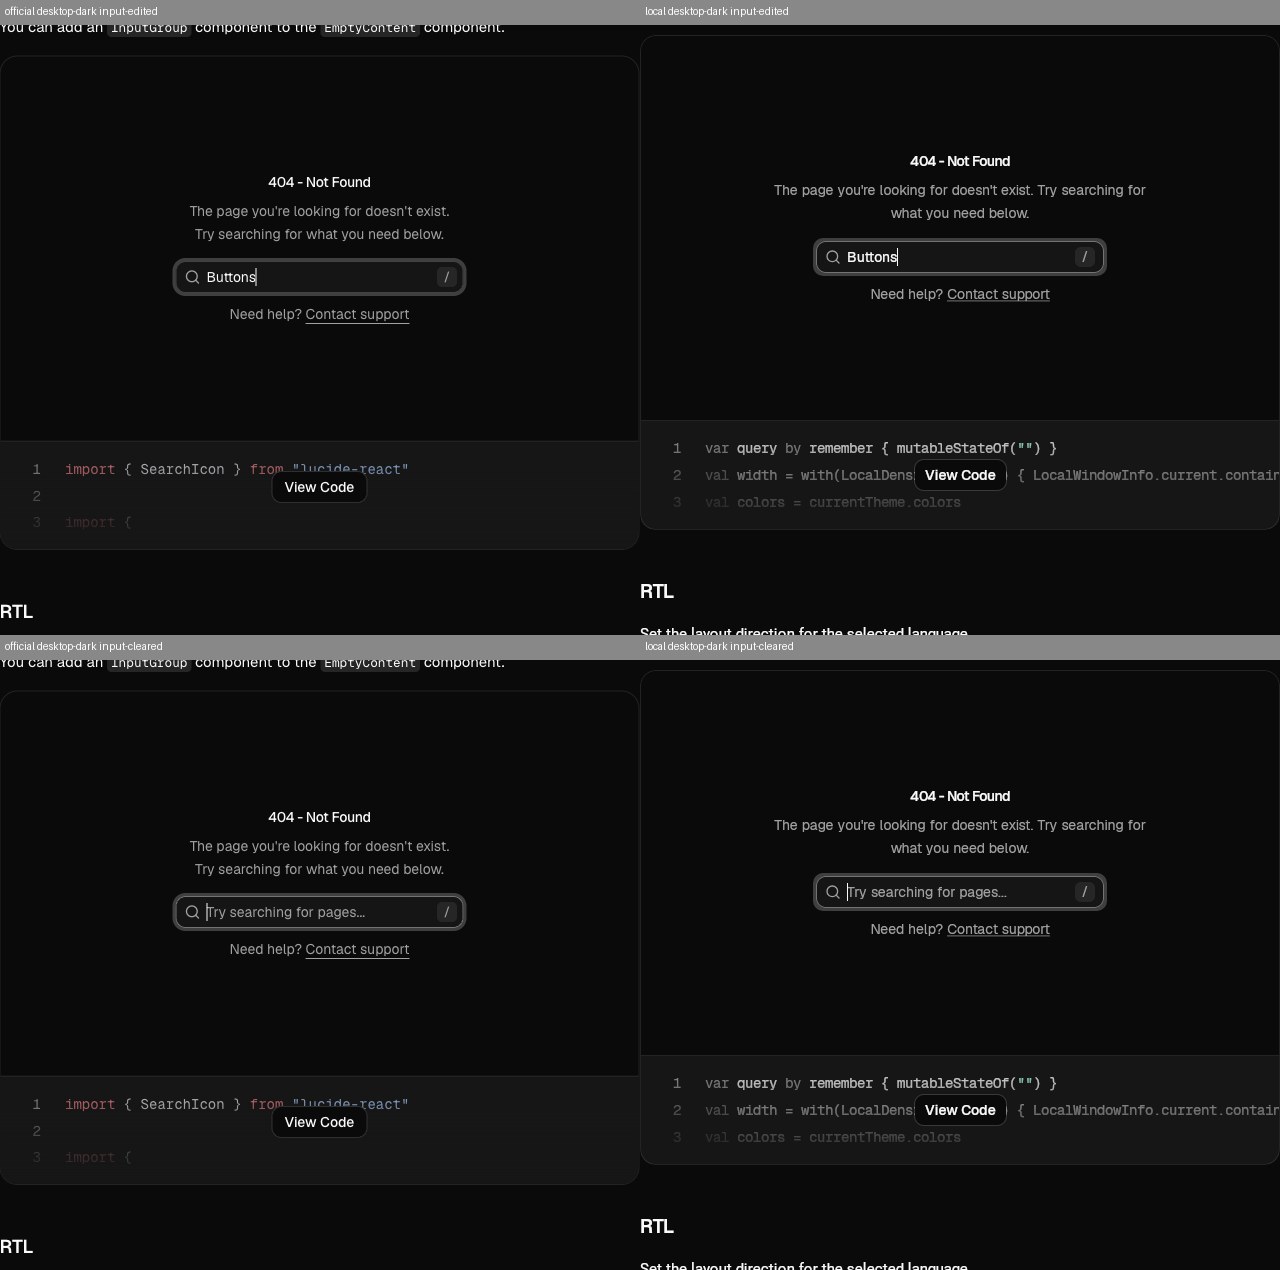 official desktop-dark input-edited
You can add an InputGroup component to the EmptyContent component.
404 - Not Found
The page you're looking for doesn't exist.
Try searching for what you need below.
Buttons /
Need help? Contact support
1 import { SearchIcon } from "lucide-react"
2
View Code
3 import {
RTL
local desktop-dark input-edited
404 - Not Found
The page you're looking for doesn't exist. Try searching for
what you need below.
Buttons /
Need help? Contact support
1 var query by remember { mutableStateOf("") }
2 val width = with(LocalDens View Code { LocalWindowInfo.current.contain
3 val colors = currentTheme.colors
RTL
Set the layout direction for the selected language
official desktop-dark input-cleared
You can add an InputGroup component to the EmptyContent component.
404 - Not Found
The page you're looking for doesn't exist.
Try searching for what you need below.
Try searching for pages... /
Need help? Contact support
1 import { SearchIcon } from "lucide-react"
2
View Code
3 import {
RTL
local desktop-dark input-cleared
404 - Not Found
The page you're looking for doesn't exist. Try searching for
what you need below.
Try searching for pages... /
Need help? Contact support
1 var query by remember { mutableStateOf("") }
2 val width = with(LocalDens View Code { LocalWindowInfo.current.contain
3 val colors = currentTheme.colors
RTL
Set the layout direction for the selected language